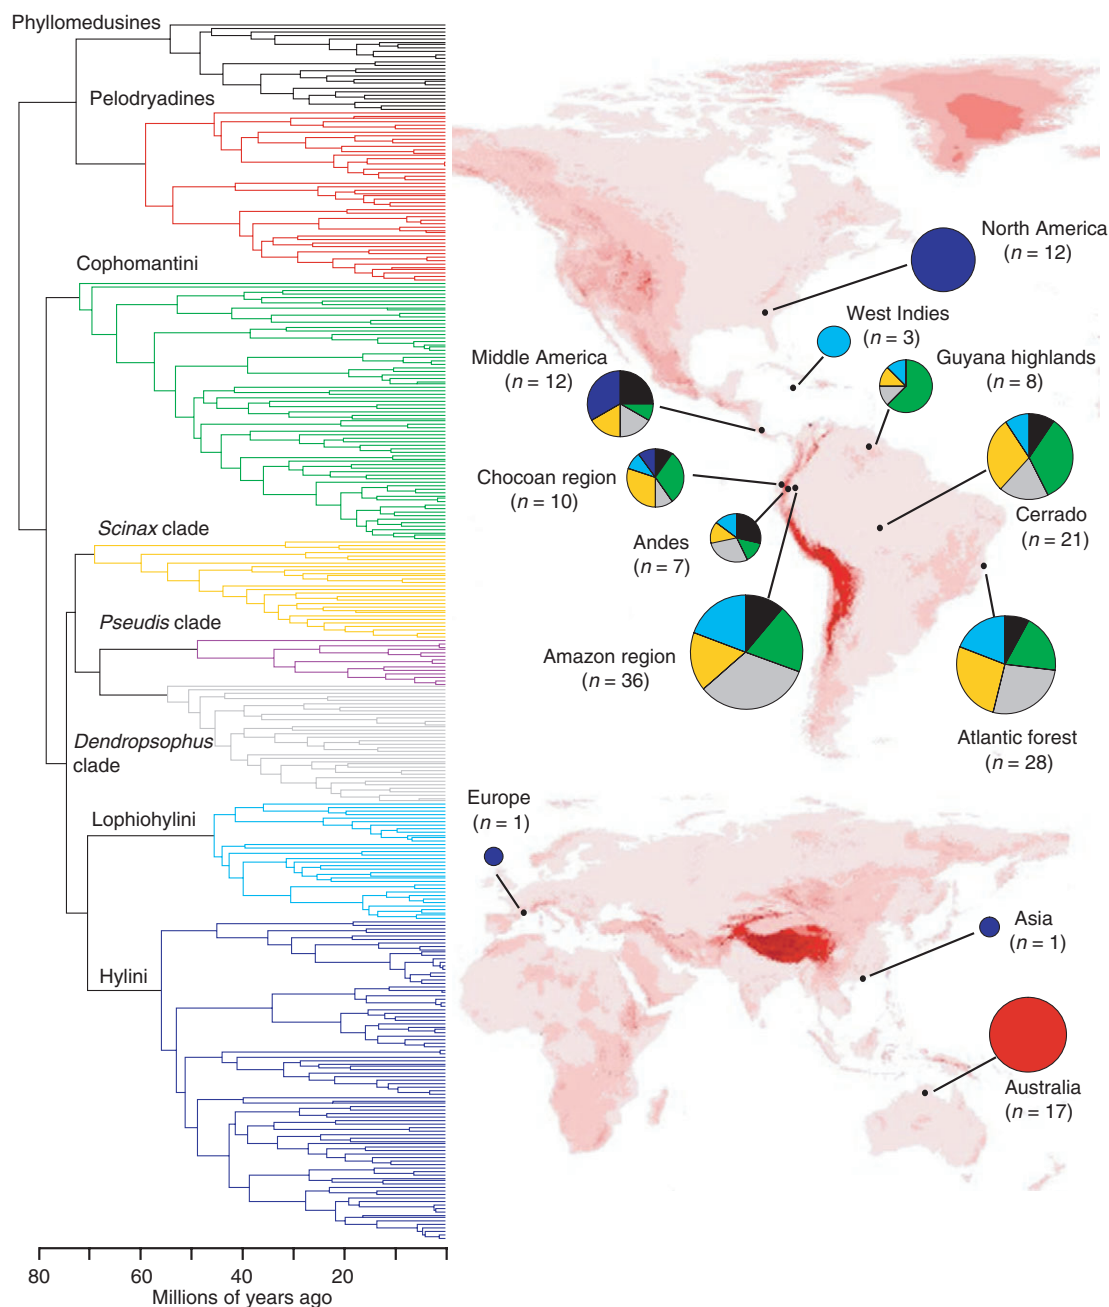 Phyllomedusines
Pelodryadines
Cophomantini
Scinax clade
Pseudis clade
Dendropsophus
clade
Lophiohylini
Hylini
80
60
40
20
Millions of years ago
North America
(n = 12)
West Indies
(n = 3)
Middle America
(n = 12)
Guyana highlands
(n = 8)
Chocoan region
(n = 10)
Cerrado
(n = 21)
Andes
(n = 7)
Amazon region
(n = 36)
Atlantic forest
(n = 28)
Europe
(n = 1)
Asia
(n = 1)
Australia
(n = 17)